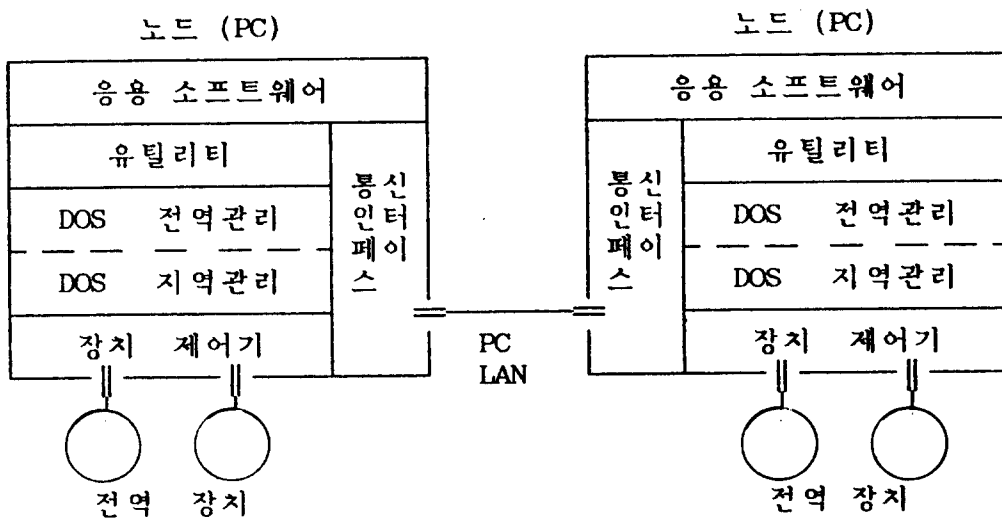 노드 (PC)
응용 소프트웨어
유틸리티
DOS 전역관리
DOS 지역관리
장치 제어기
통신
인터
페이
스
전역 장치
PC
LAN
노드 (PC)
응용 소프트웨어
통신
인터
페이
스
유틸리티
DOS 전역관리
DOS 지역관리
장치 제어기
전역 장치